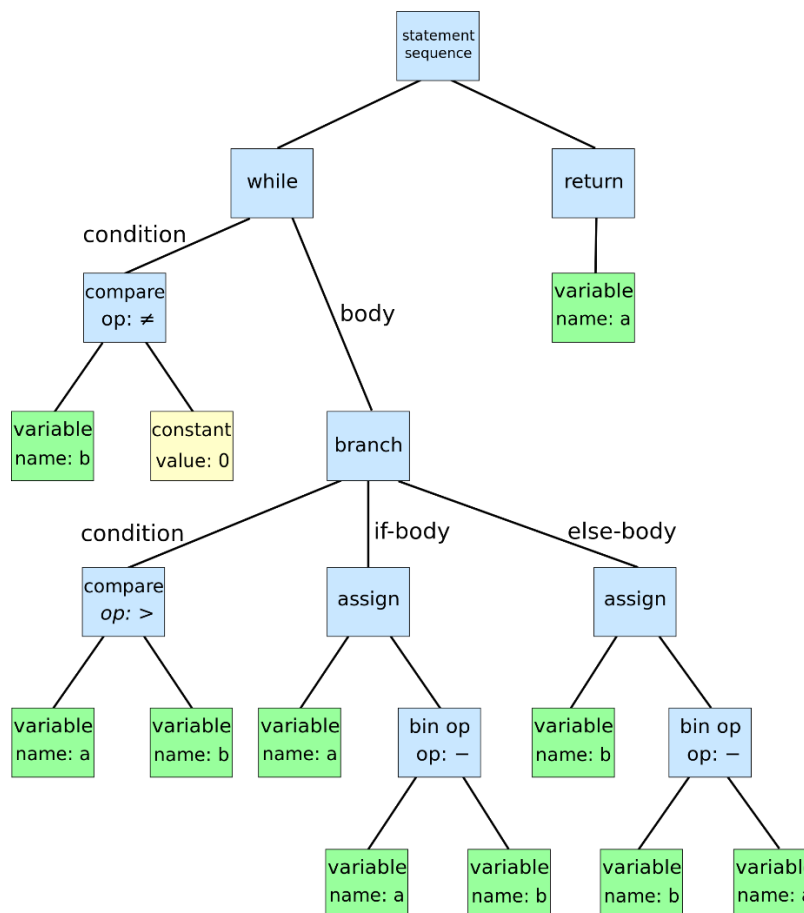 statement
sequence
while
return
condition
body
compare
op: ≠
variable
name: a
variable
name: b
constant
value: 0
branch
condition
if-body
else-body
compare
op: >
assign
assign
variable
name: a
variable
name: b
variable
name: a
bin op
op: −
variable
name: b
bin op
op: −
variable
name: a
variable
name: b
variable
name: b
variable
name: a